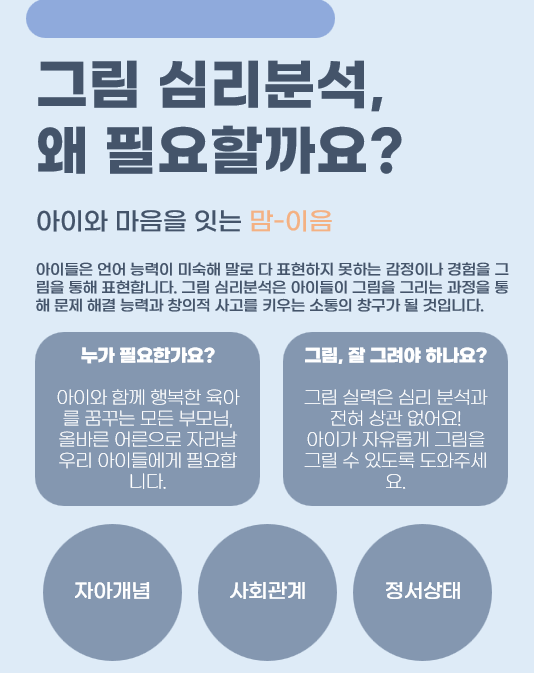 그림 심리분석,
왜 필요할까요?
아이와 마음을 잇는 맘-이음
아이들은 언어 능력이 미숙해 말로 다 표현하지 못하는 감정이나 경험을 그
림을 통해 표현합니다. 그림 심리분석은 아이들이 그림을 그리는 과정을 통
해 문제 해결 능력과 창의적 사고를 키우는 소통의 창구가 될 것입니다.
누가 필요한가요?
아이와 함께 행복한 육아
를 꿈꾸는 모든 부모님,
올바른 어른으로 자라날
우리 아이들에게 필요합
니다.
그림, 잘 그려야 하나요?
그림 실력은 심리 분석과
전혀 상관 없어요!
아이가 자유롭게 그림을
그릴 수 있도록 도와주세
요.
자아개념
사회관계
정서상태